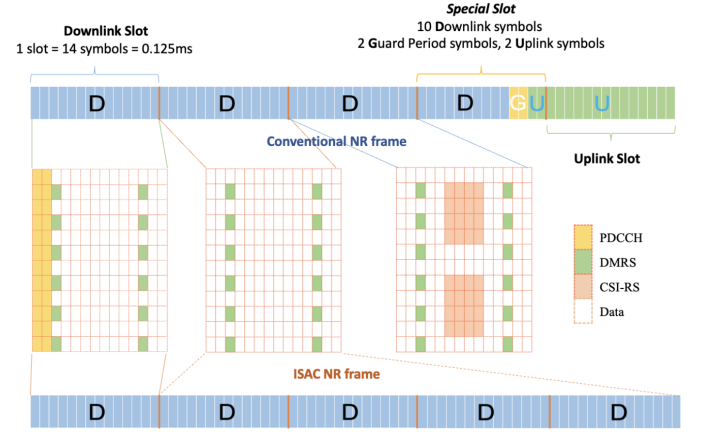 Special Slot
Downlink Slot
10 Downlink symbols
1 slot = 14 symbols = 0.125ms
2 Guard Period symbols, 2 Uplink symbols
D D D D G U U
Conventional NR frame
Uplink Slot
PDCCH
DMRS
CSI-RS
Data
ISAC NR frame
D D D D D